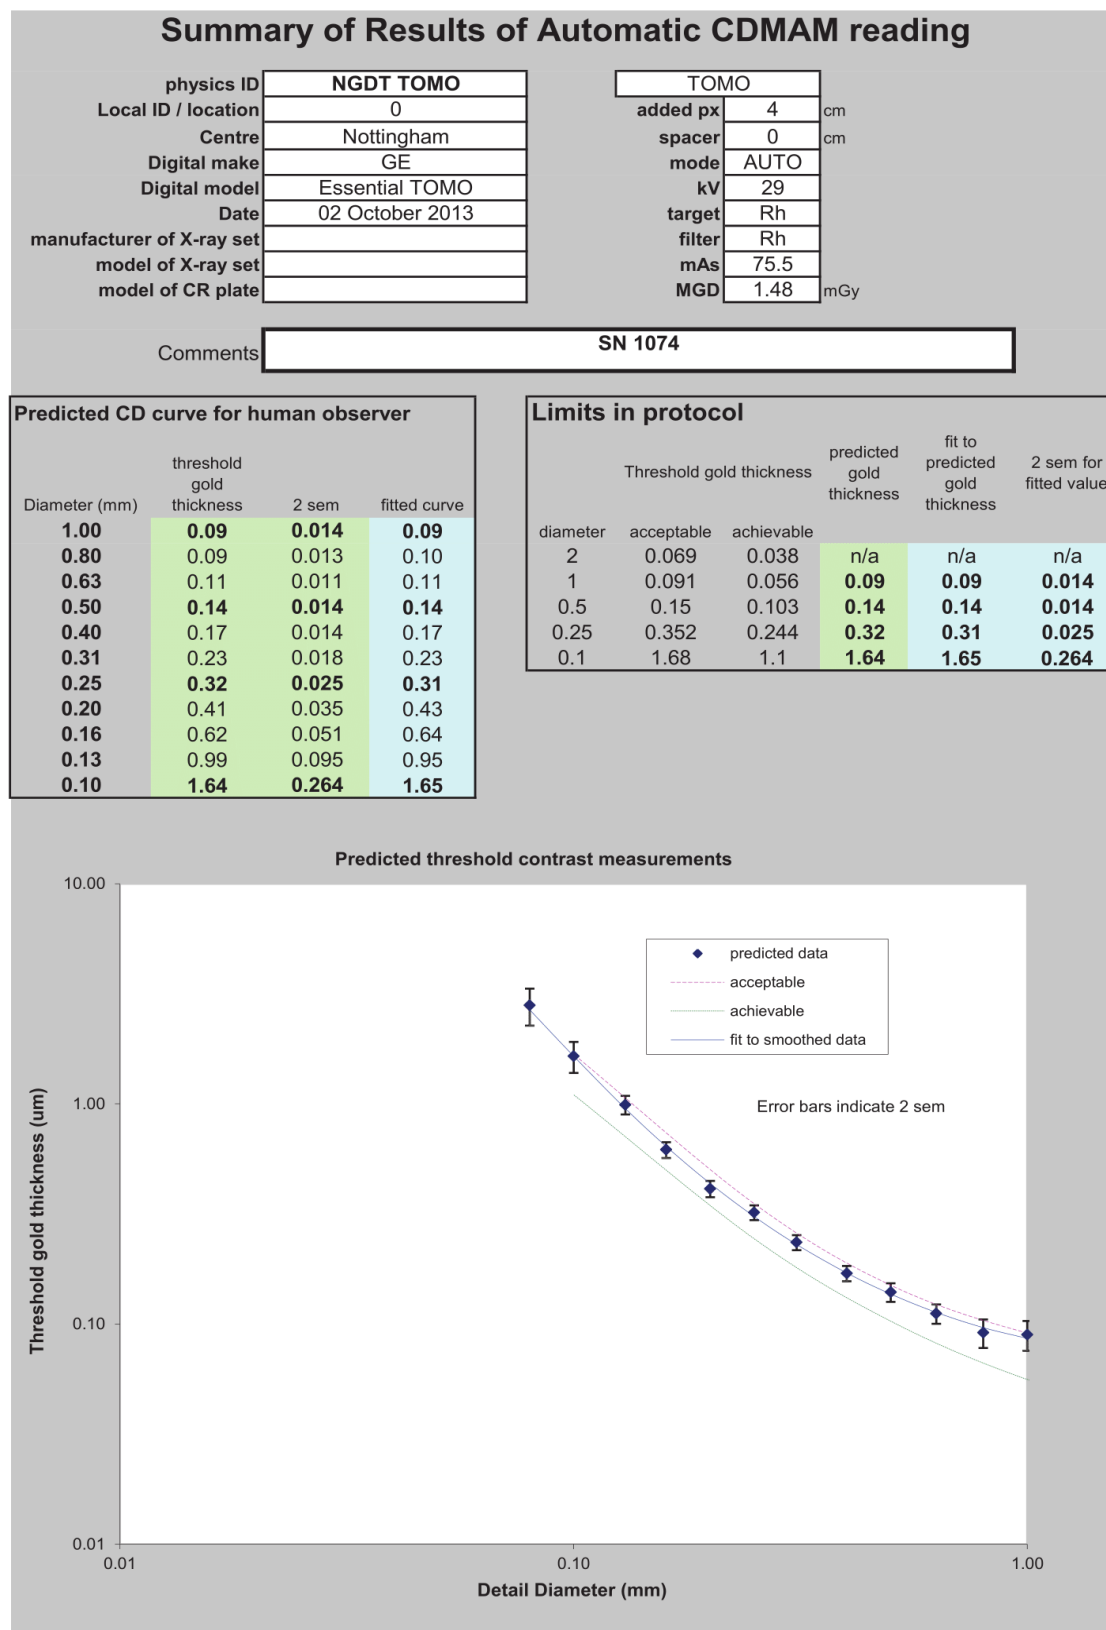 Summary of Results of Automatic CDMAM reading
physics ID NGDT TOMO TOMO
Local ID / location 0 added px 4 cm
Centre Nottingham spacer 0 cm
Digital make GE mode AUTO
Digital model Essential TOMO kV 29
Date 02 October 2013 target Rh
manufacturer of X-ray set filter Rh
model of X-ray set mAs 75.5
model of CR plate MGD 1.48 mGy
Comments SN 1074
Predicted CD curve for human observer
threshold
gold
Diameter (mm) thickness 2 sem fitted curve
1.00 0.09 0.014 0.09
0.80 0.09 0.013 0.10
0.63 0.11 0.011 0.11
0.50 0.14 0.014 0.14
0.40 0.17 0.014 0.17
0.31 0.23 0.018 0.23
0.25 0.32 0.025 0.31
0.20 0.41 0.035 0.43
0.16 0.62 0.051 0.64
0.13 0.99 0.095 0.95
0.10 1.64 0.264 1.65
Limits in protocol
Threshold gold thickness
predicted
gold
thickness
fit to
predicted
gold
thickness
2 sem for
fitted value
diameter acceptable achievable
2 0.069 0.038 n/a n/a n/a
1 0.091 0.056 0.09 0.09 0.014
0.5 0.15 0.103 0.14 0.14 0.014
0.25 0.352 0.244 0.32 0.31 0.025
0.1 1.68 1.1 1.64 1.65 0.264
Predicted threshold contrast measurements
10.00
1.00
0.10
0.01
Threshold gold thickness (um)
predicted data
acceptable
achievable
fit to smoothed data
Error bars indicate 2 sem
0.01 0.10 1.00
Detail Diameter (mm)